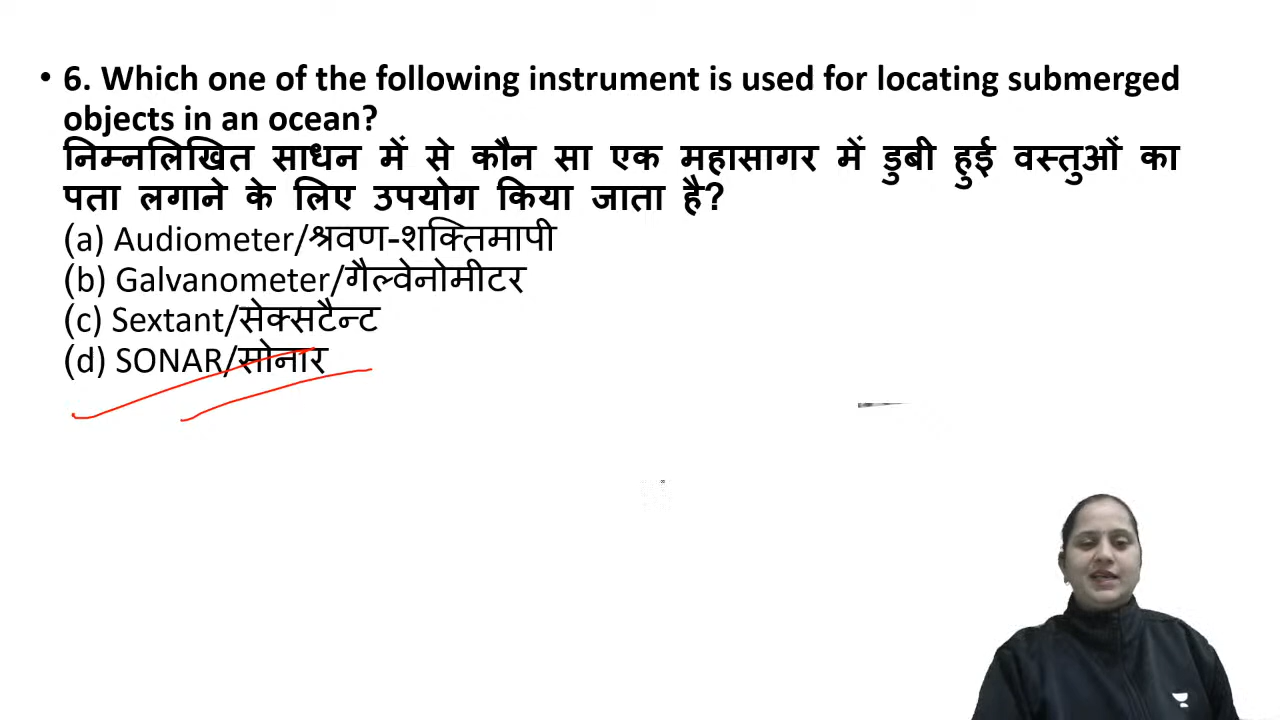 • 6. Which one of the following instrument is used for locating submerged
objects in an ocean?
निम्नलिखित साधन में से कौन सा एक महासागर में डुबी हुई वस्तुओं का
पता लगाने के लिए उपयोग किया जाता है?
(a) Audiometer/श्रवण-शक्तिमापी
(b) Galvanometer/गैल्वेनोमीटर
(c) Sextant/सेक्सटैन्ट
(d) SONAR/सोनार